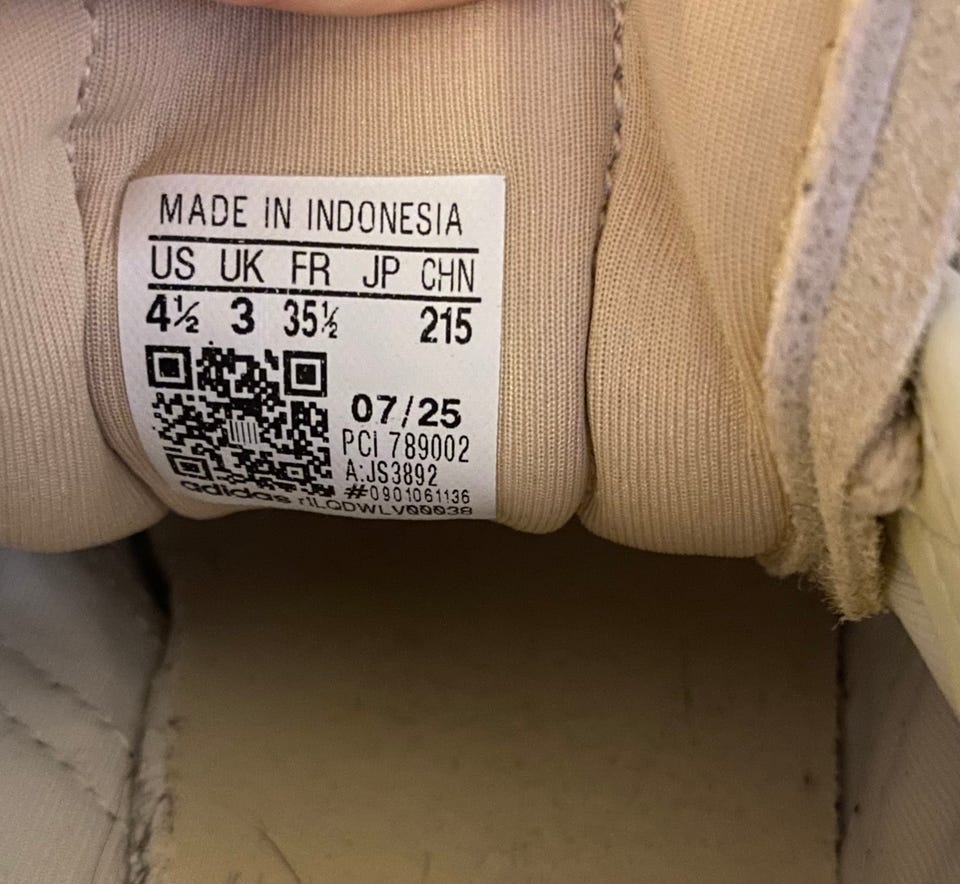 MADE IN INDONESIA
US UK FR JP CHN
4½ 3 35½ 215
07/25
PCI 789002
A:JS3892
#0901061136
adidas